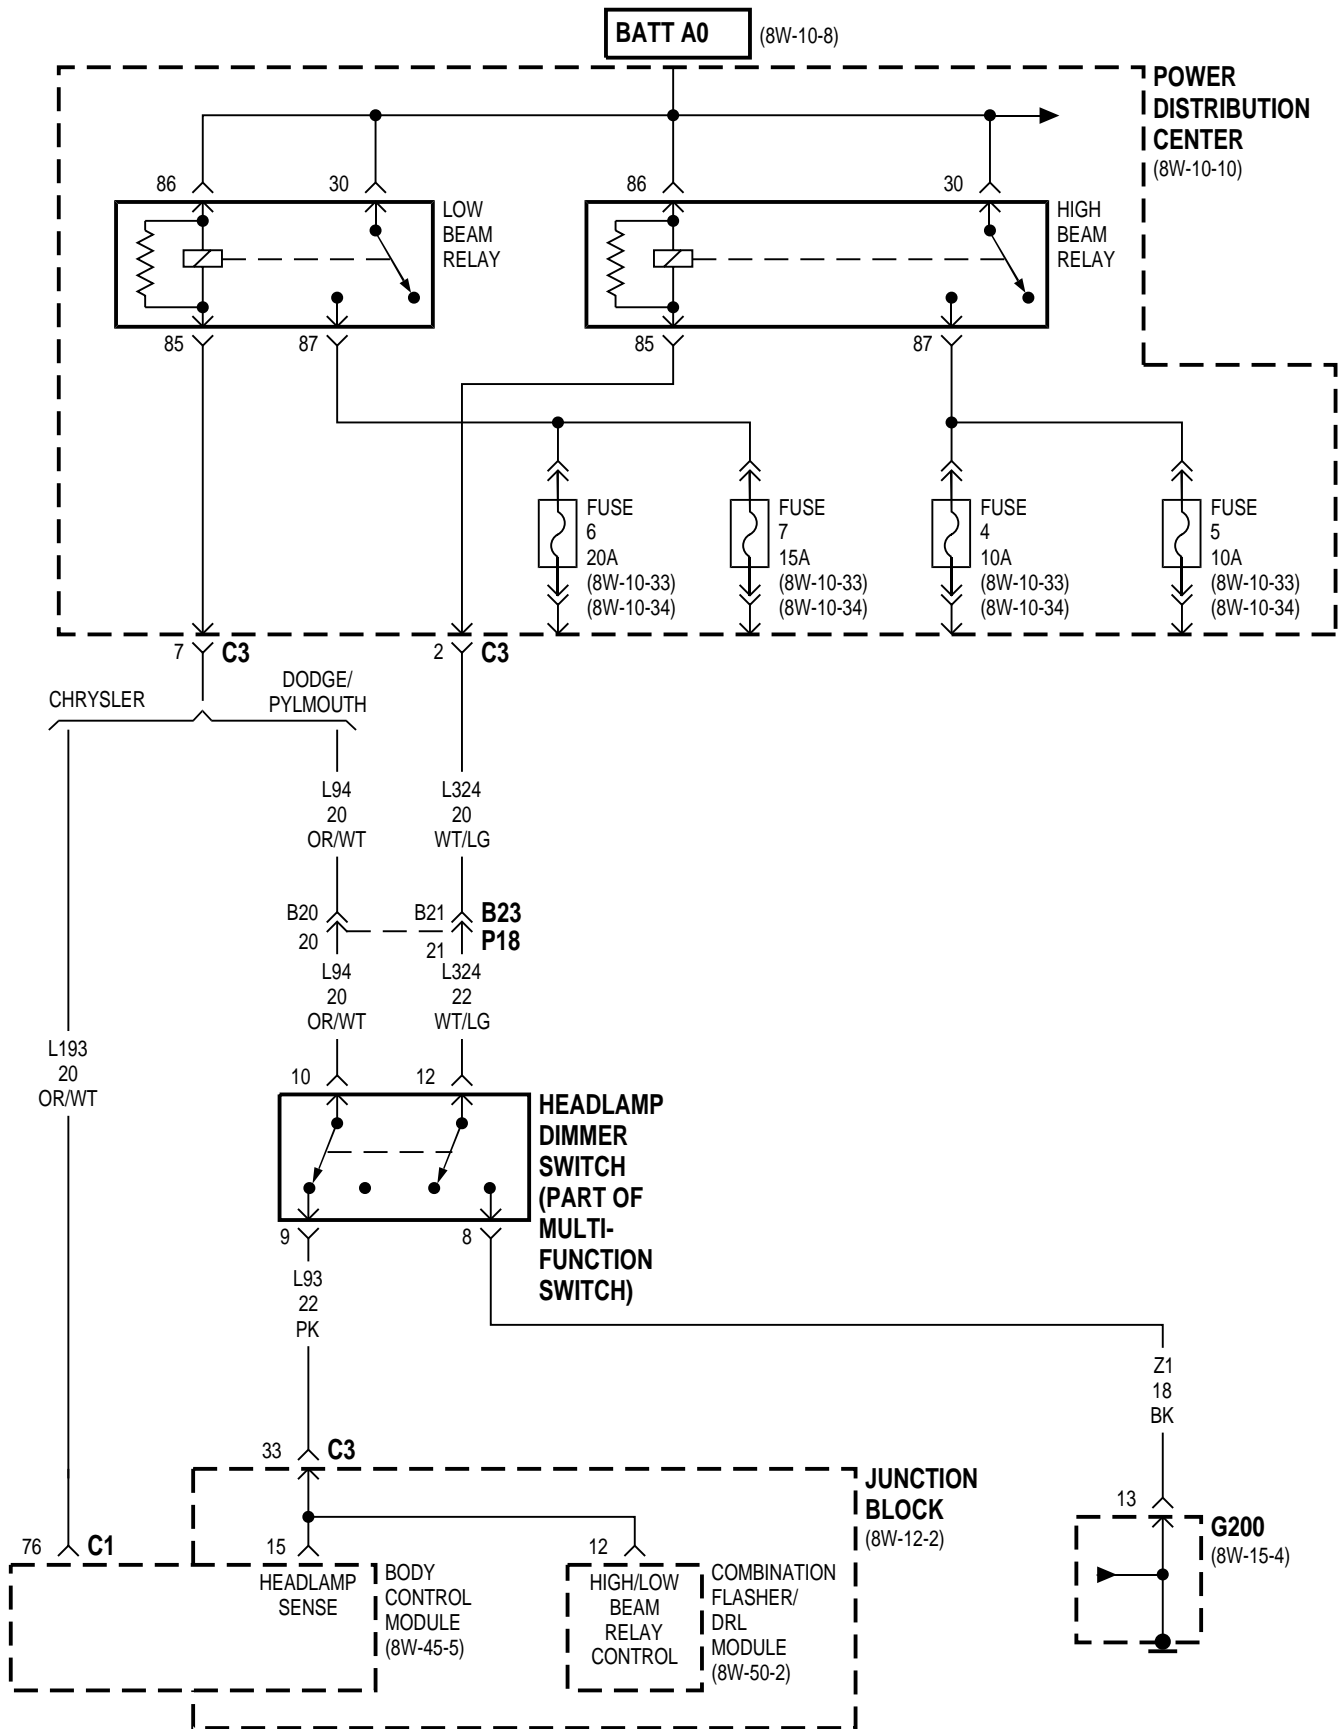 BATT A0 (8W-10-8)
POWER
DISTRIBUTION
CENTER
(8W-10-10)
86 30 86 30
LOW
BEAM
RELAY
HIGH
BEAM
RELAY
85 87 85 87
FUSE
6
20A
(8W-10-33)
(8W-10-34)
FUSE
7
15A
(8W-10-33)
(8W-10-34)
FUSE
4
10A
(8W-10-33)
(8W-10-34)
FUSE
5
10A
(8W-10-33)
(8W-10-34)
7 C3 2 C3
CHRYSLER
DODGE/
PYLMOUTH
L94
20
OR/WT
L324
20
WT/LG
B20 B21 B23
20 21 P18
L94
20
OR/WT
L324
22
WT/LG
L193
20
OR/WT
10 12
HEADLAMP
DIMMER
SWITCH
(PART OF
MULTI-
FUNCTION
SWITCH)
9 8
L93
22
PK
Z1
18
BK
33 C3
JUNCTION
BLOCK
(8W-12-2)
13
G200
(8W-15-4)
76 C1 15 12
HEADLAMP
SENSE
BODY
CONTROL
MODULE
(8W-45-5)
HIGH/LOW
BEAM
RELAY
CONTROL
COMBINATION
FLASHER/
DRL
MODULE
(8W-50-2)